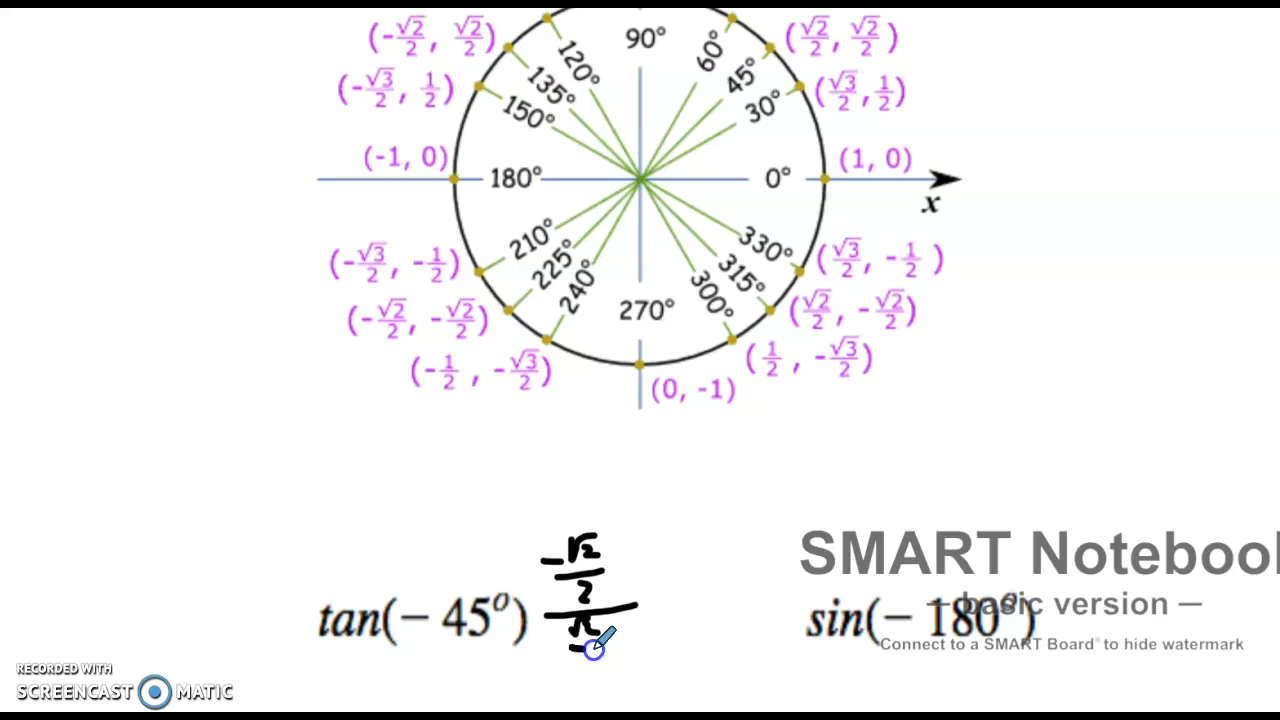 (-√2/2, √2/2) 120° 90° 60° (√2/2, √2/2)
135° 45°
(-√3/2, 1/2) 150° 30° (√3/2, 1/2)
(-1, 0) 180° 0° (1, 0)
x
(-√3/2, -1/2) 210° 330° (√3/2, -1/2)
225° 315°
(-√2/2, -√2/2) 240° 270° 300° (√2/2, -√2/2)
(-1/2, -√3/2) (1/2, -√3/2)
(0, -1)
tan(− 45°) -√2/2 / √2
sin(− 180°)
SMART Notebook
— basic version —
Connect to a SMART Board® to hide watermark
RECORDED WITH
SCREENCAST MATIC